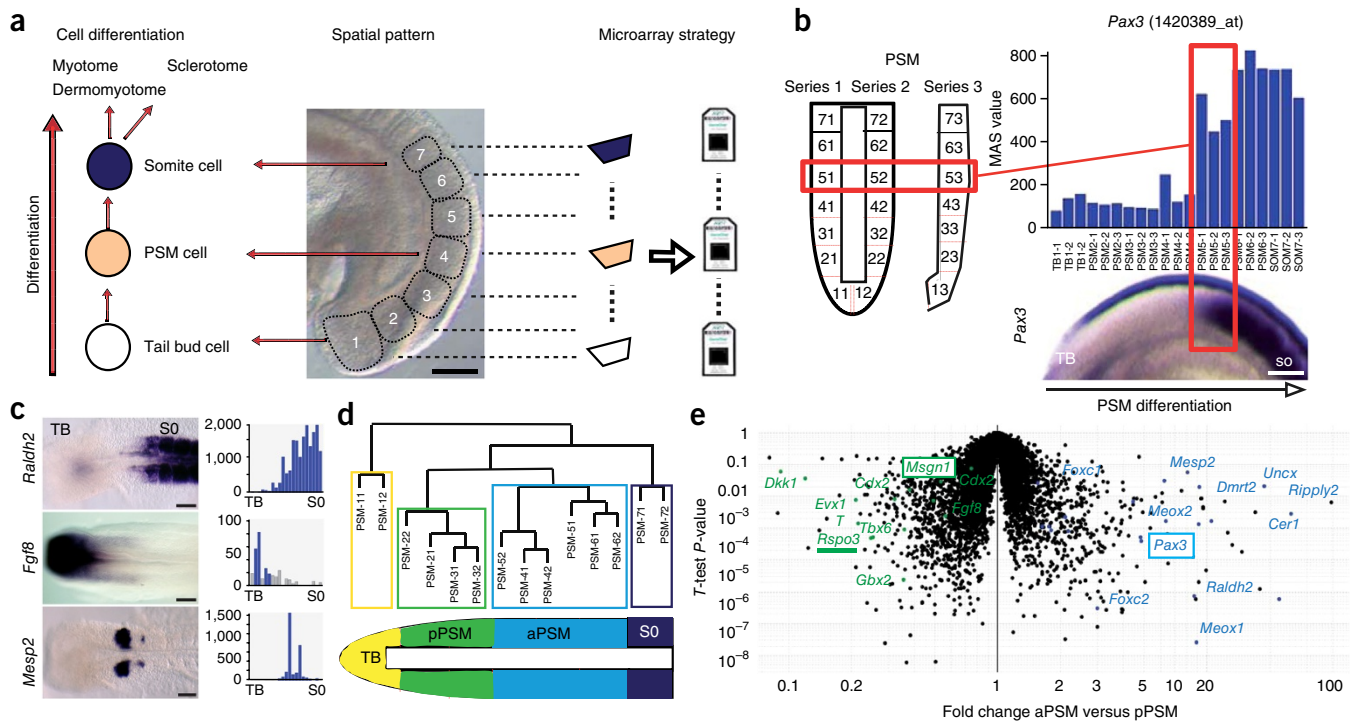 a
Cell differentiation
Spatial pattern
Microarray strategy
Myotome
Sclerotome
Dermomyotome
Differentiation
Somite cell
PSM cell
Tail bud cell
7
6
5
4
3
2
1
b
PSM
Series 1
Series 2
Series 3
71
72
73
61
62
63
51
52
53
41
42
43
31
32
33
21
22
23
11
12
13
Pax3 (1420389_at)
MAS value
800
600
400
200
0
TB1-1
TB1-2
TB1-2
PSM2-1
PSM2-2
PSM2-3
PSM3-1
PSM3-2
PSM3-3
PSM4-1
PSM4-2
PSM5-1
PSM5-2
PSM5-3
PSM6-1
PSM6-2
PSM6-3
SOM7-1
SOM7-2
SOM7-3
Pax3
TB
so
PSM differentiation
c
TB
S0
Raldh2
2,000
1,500
1,000
500
0
TB
S0
Fgf8
100
50
0
TB
S0
Mesp2
1,500
1,000
500
0
TB
S0
d
PSM-11
PSM-12
PSM-22
PSM-21
PSM-31
PSM-32
PSM-52
PSM-41
PSM-42
PSM-51
PSM-61
PSM-62
PSM-71
PSM-72
TB
pPSM
aPSM
S0
e
T-test P-value
1
0.1
0.01
10⁻³
10⁻⁴
10⁻⁵
10⁻⁶
10⁻⁷
10⁻⁸
Dkk1
Msgn1
Cdx2
Cdx2
Evx1
Fgf8
T
Tbx6
Rspo3
Gbx2
Foxc1
Mesp2
Uncx
Dmrt2
Ripply2
Meox2
Cer1
Pax3
Raldh2
Foxc2
Meox1
0.1
0.2
1
2
3
5
10
20
100
Fold change aPSM versus pPSM